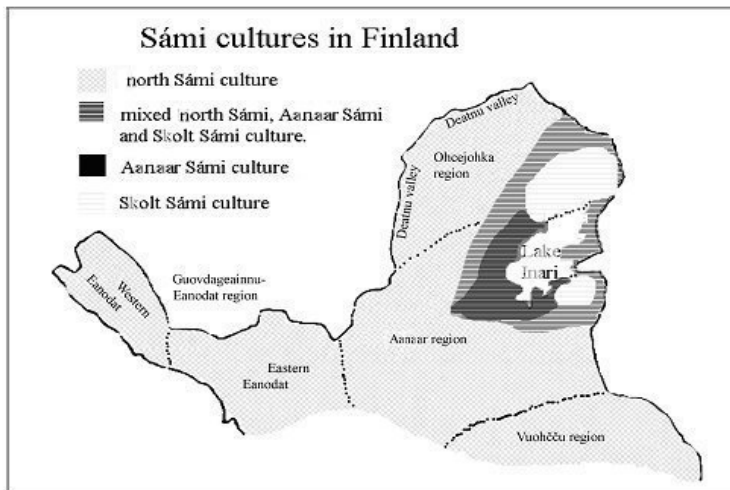 Sámi cultures in Finland
north Sámi culture
mixed north Sámi, Aanaar Sámi
and Skolt Sámi culture.
Aanaar Sámi culture
Skolt Sámi culture
Deatnu valley
Ohcejohka
region
Deatnu valley
Lake
Inari
Guovdageainnu-
Eanodat region
Western
Eanodat
Aanaar region
Eastern
Eanodat
Vuohčču region